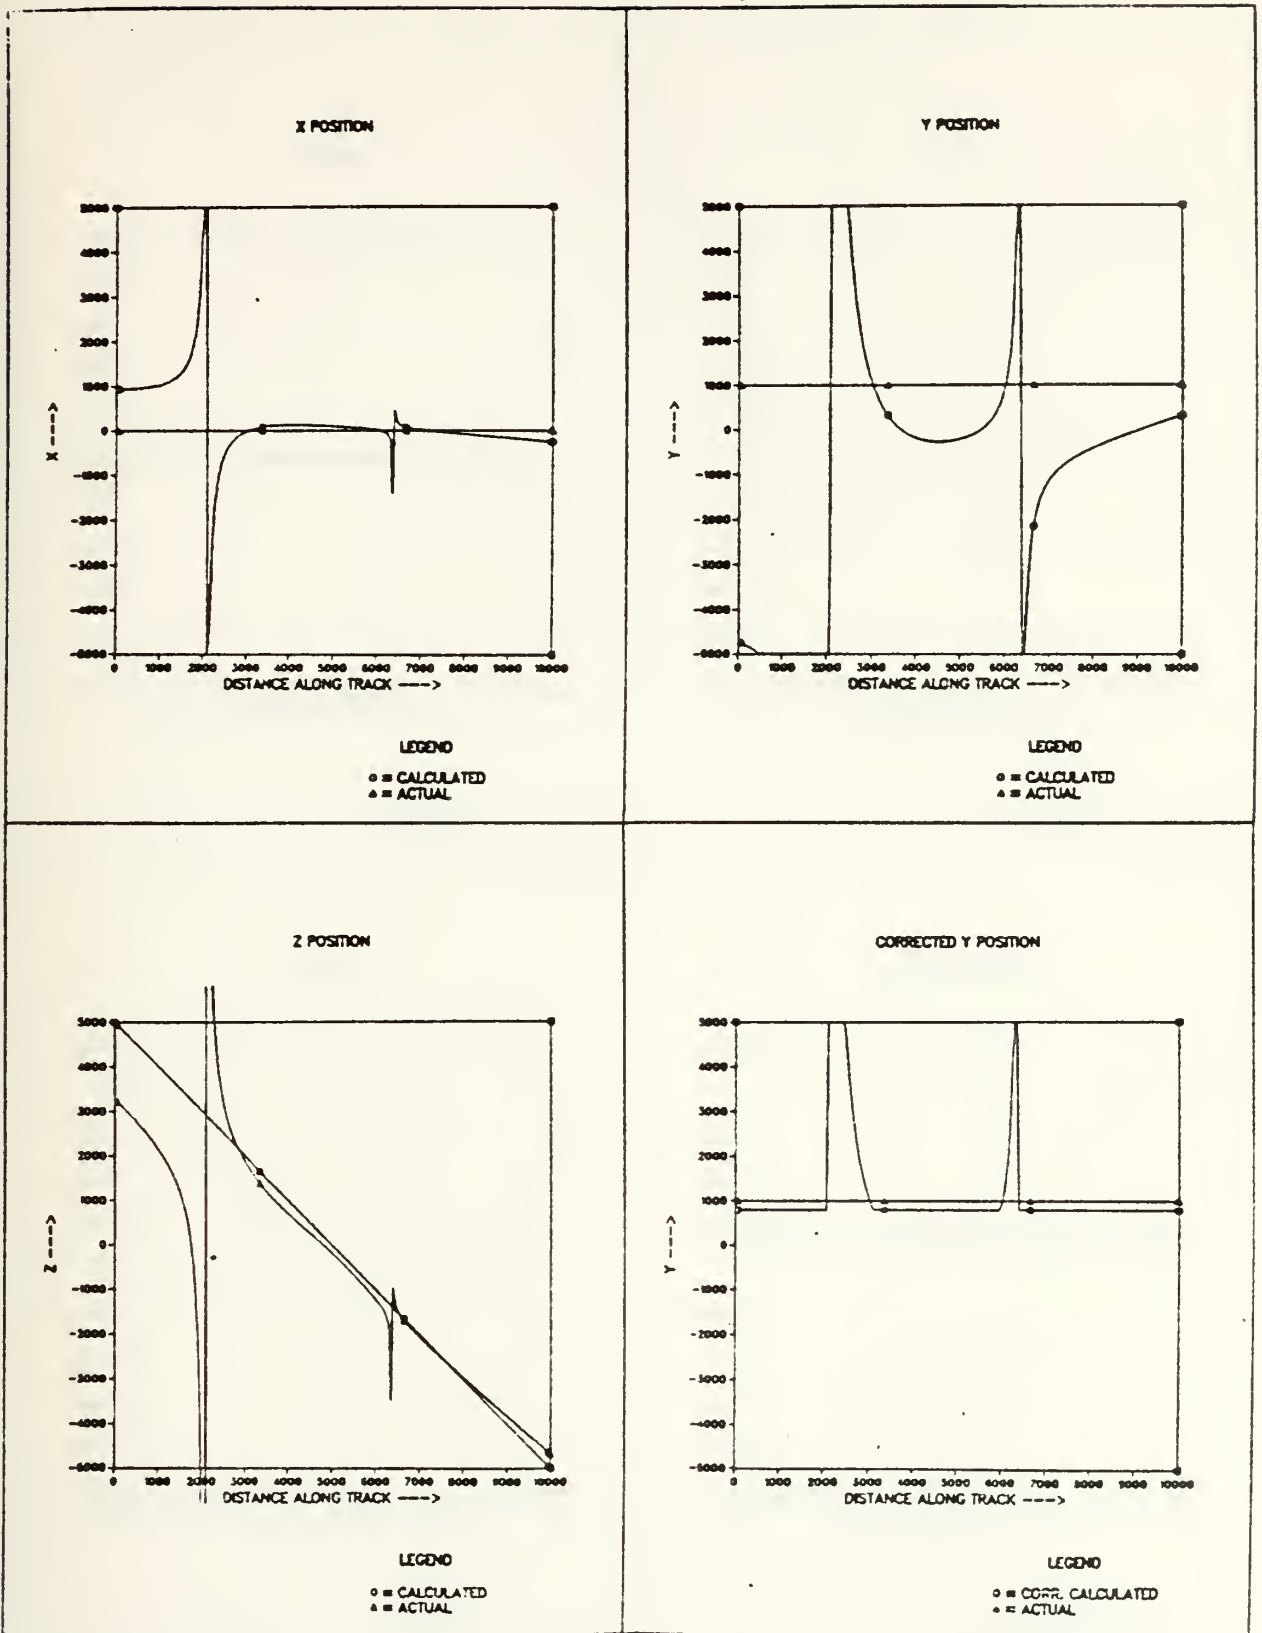 X POSITION
5000
4000
3000
2000
1000
0
-1000
-2000
-3000
-4000
-5000
X ---->
0 1000 2000 3000 4000 5000 6000 7000 8000 9000 10000
DISTANCE ALONG TRACK ---->
LEGEND
o = CALCULATED
▵ = ACTUAL
Y POSITION
5000
4000
3000
2000
1000
0
-1000
-2000
-3000
-4000
-5000
Y ---->
0 1000 2000 3000 4000 5000 6000 7000 8000 9000 10000
DISTANCE ALONG TRACK ---->
LEGEND
o = CALCULATED
▵ = ACTUAL
Z POSITION
5000
4000
3000
2000
1000
0
-1000
-2000
-3000
-4000
-5000
Z ---->
0 1000 2000 3000 4000 5000 6000 7000 8000 9000 10000
DISTANCE ALONG TRACK ---->
LEGEND
o = CALCULATED
▵ = ACTUAL
CORRECTED Y POSITION
5000
4000
3000
2000
1000
0
-1000
-2000
-3000
-4000
-5000
Y ---->
0 1000 2000 3000 4000 5000 6000 7000 8000 9000 10000
DISTANCE ALONG TRACK ---->
LEGEND
o = CORR. CALCULATED
▵ = ACTUAL